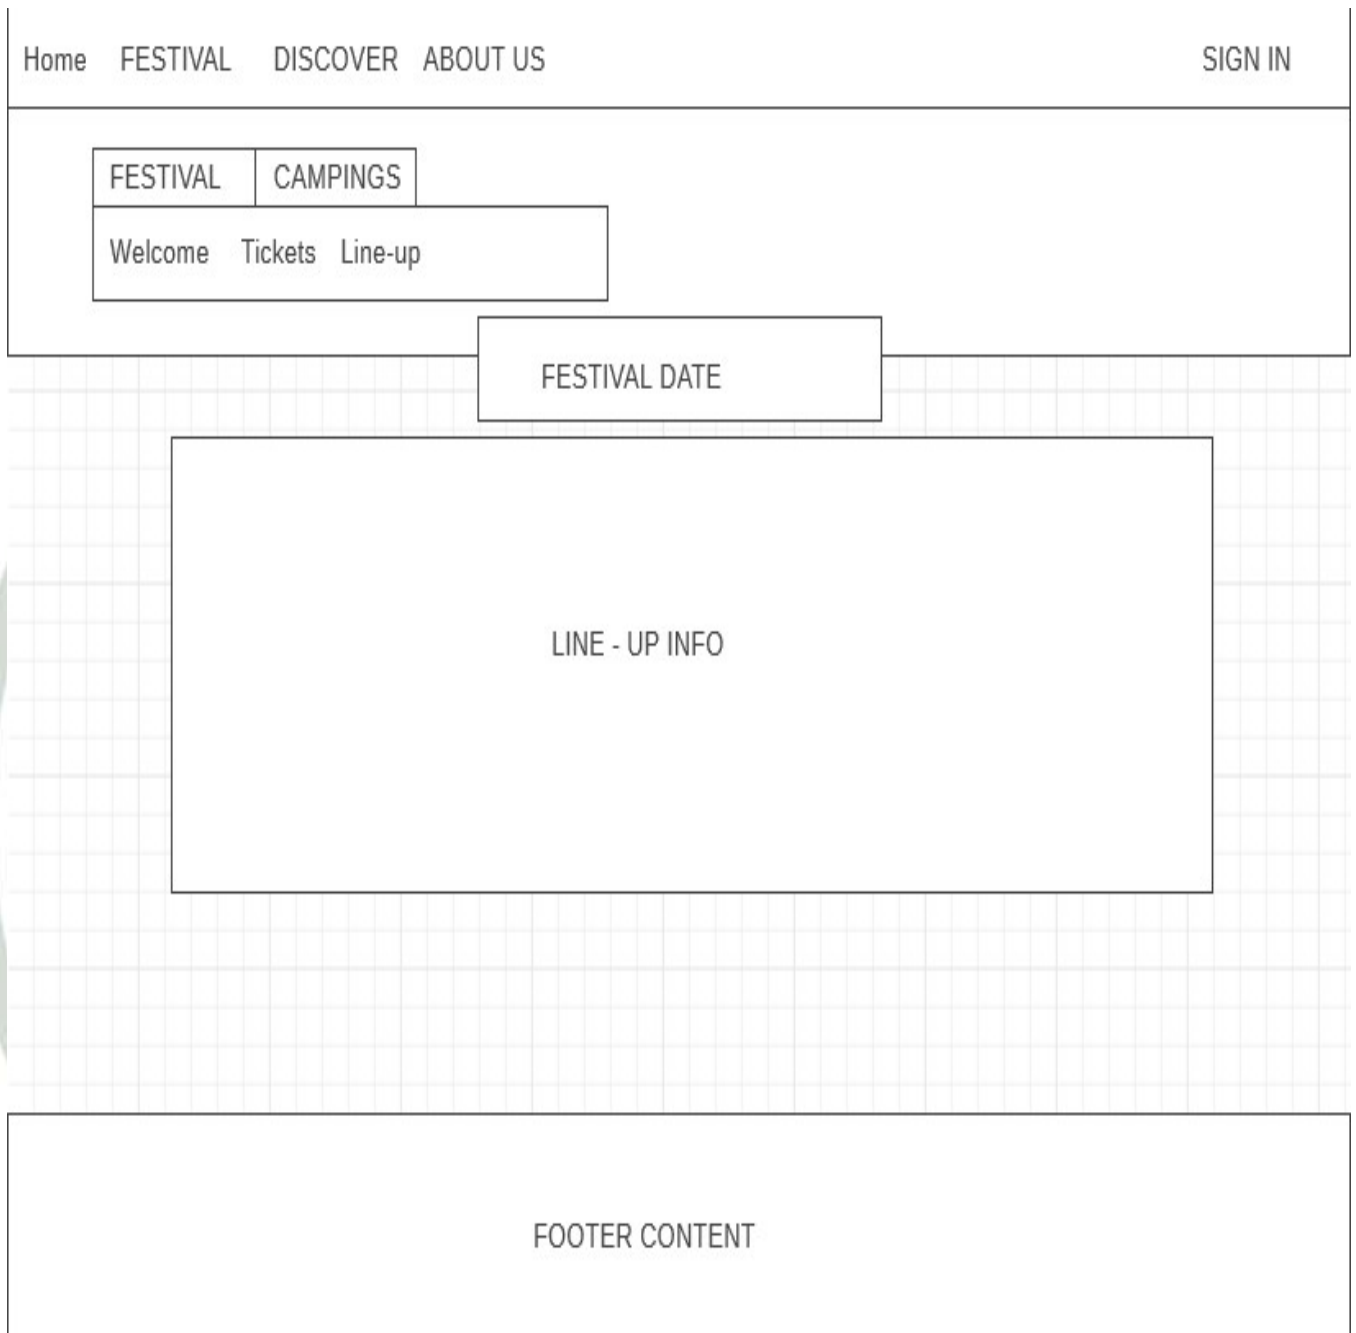 Home FESTIVAL DISCOVER ABOUT US SIGN IN
FESTIVAL CAMPINGS
Welcome Tickets Line-up
FESTIVAL DATE
LINE - UP INFO
FOOTER CONTENT